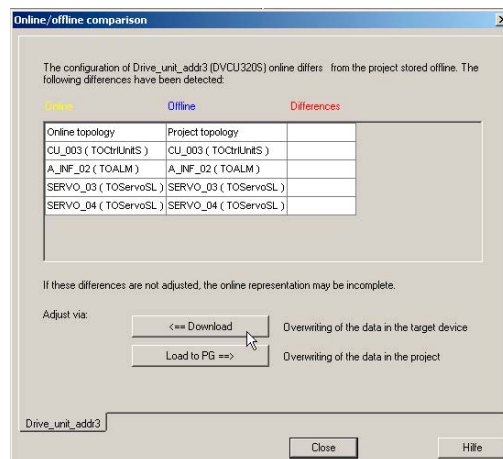 Online/offline comparison
The configuration of Drive_unit_addr3 (DVCU320S) online differs from the project stored offline. The
following differences have been detected:
Online Offline Differences
Online topology Project topology
CU_003 ( TOCtrlUnitS ) CU_003 ( TOCtrlUnitS )
A_INF_02 ( TOALM ) A_INF_02 ( TOALM )
SERVO_03 ( TOServoSL ) SERVO_03 ( TOServoSL )
SERVO_04 ( TOServoSL ) SERVO_04 ( TOServoSL )
If these differences are not adjusted, the online representation may be incomplete.
Adjust via:
<== Download Overwriting of the data in the target device
Load to PG ==> Overwriting of the data in the project
Drive_unit_addr3
Close Hilfe